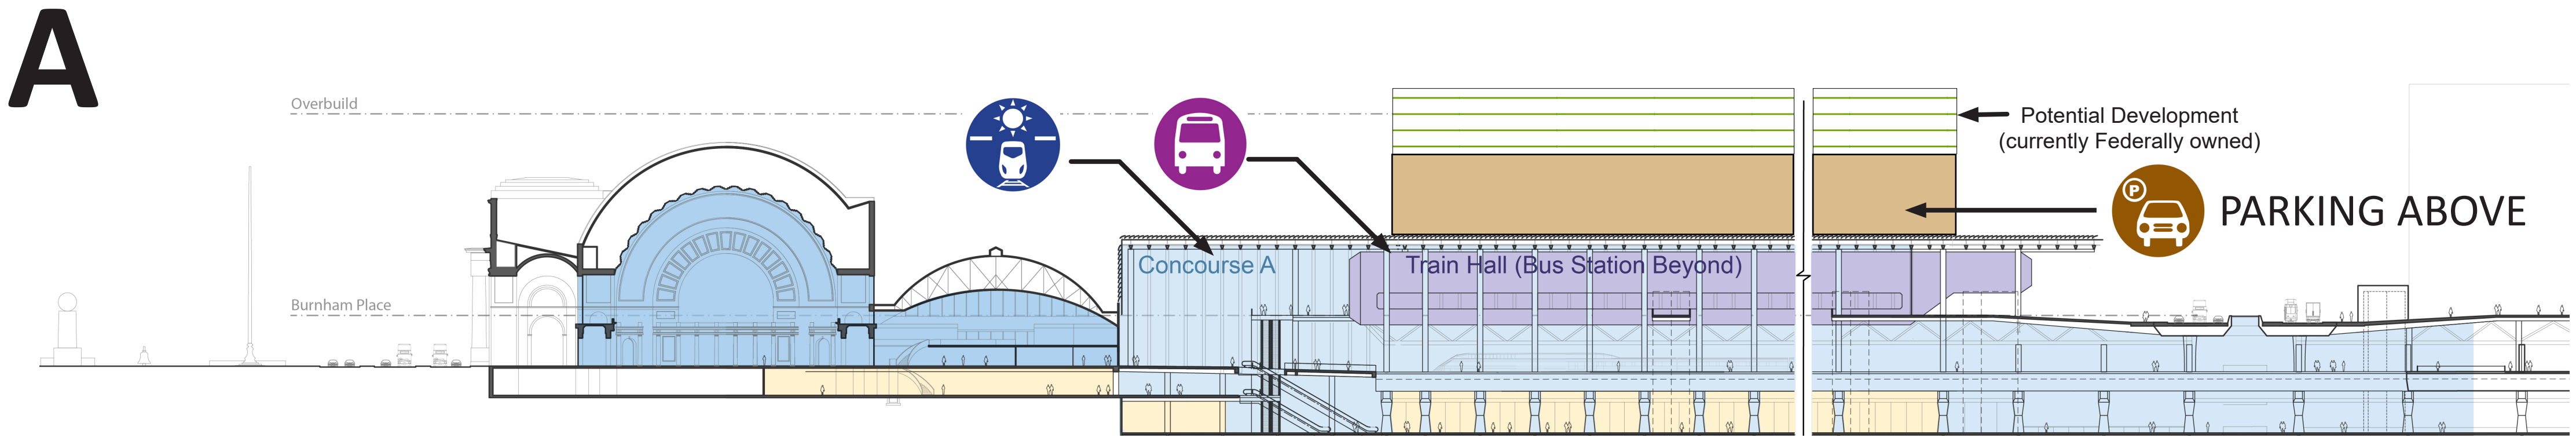 A
Overbuild
Potential Development
(currently Federally owned)
P
PARKING ABOVE
Concourse A
Train Hall (Bus Station Beyond)
Burnham Place